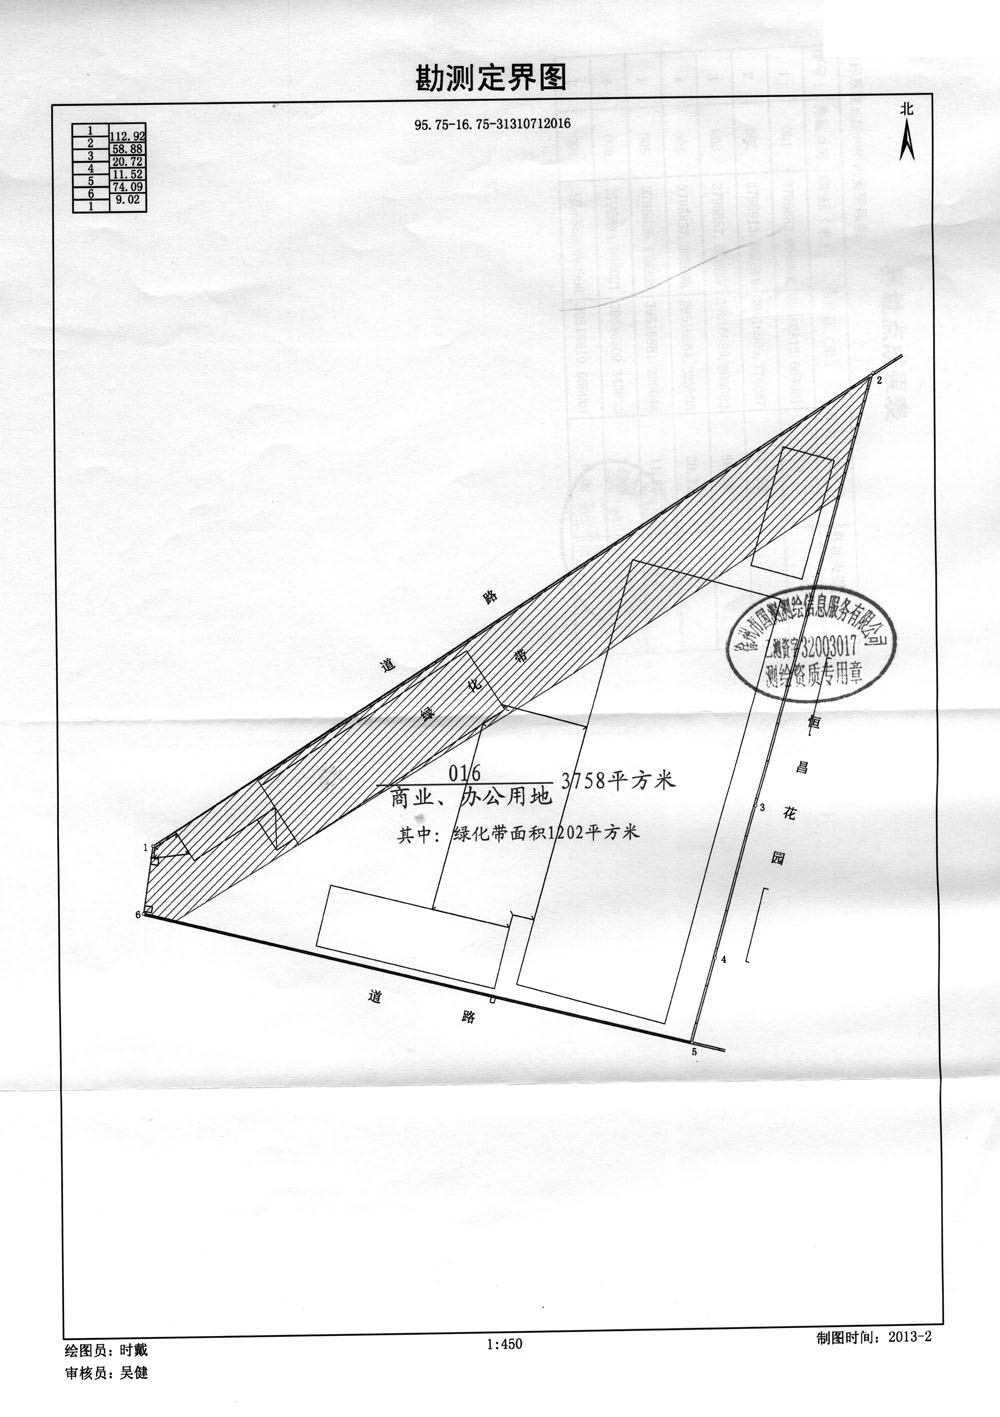 勘测定界图
95.75-16.75-31310712016
北
1
112.92
2
58.88
3
20.72
4
11.52
5
74.09
6
9.02
1
2
路
道
带
化
绿
市国
测绘信息服务有限公司
乙测资字32003017
测绘资质专用章
恒
昌
花
园
016
3758平方米
商业、办公用地
其中: 绿化带面积1202平方米
3
1
6
4
道
路
5
绘图员: 时戴
1:450
制图时间: 2013-2
审核员: 吴健